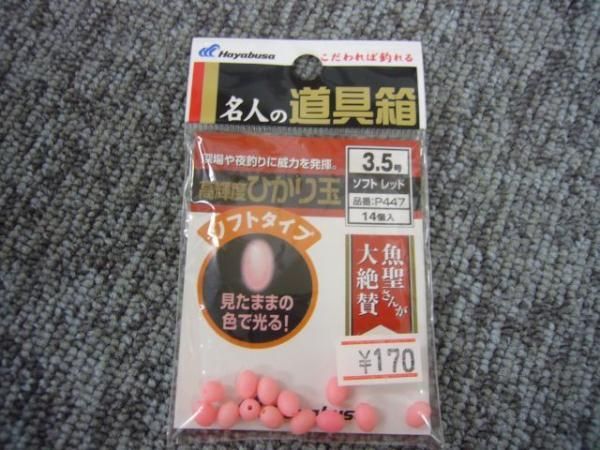 Hayabusa
こだわれば釣れる
名人の道具箱
深場や夜釣りに威力を発揮。
高輝度ひかり玉
3.5号
ソフト レッド
品番:P447
14個入
ソフトタイプ
見たままの
色で光る!
魚聖さんが
大絶賛
¥170